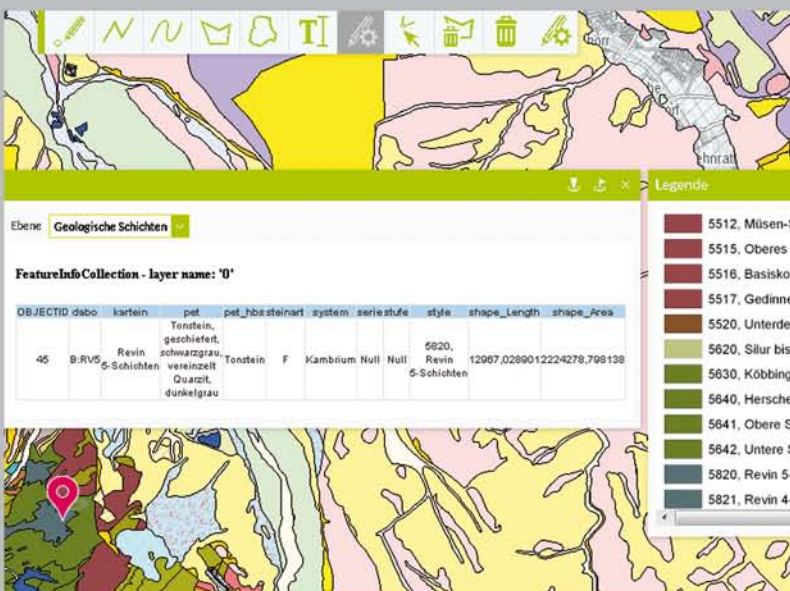 Ebene Geologische Schichten
FeatureInfoCollection - layer name: '0'
OBJECTID dabo kartein pet pet_hbs steinart system serie stufe style shape_Length shape_Area
45 B:RV5 Revin 5-Schichten Tonstein, geschiefert, schwarzgrau, vereinzelt Quarzit, dunkelgrau Tonstein F Kambrium Null Null 5820, Revin 5-Schichten 12967,028901 2224278,798138
Legende
5512, Müsen-S
5515, Oberes
5516, Basisko
5517, Gedinne
5520, Unterde
5620, Silur bis
5630, Köbbing
5640, Hersche
5641, Obere S
5642, Untere S
5820, Revin 5-
5821, Revin 4-